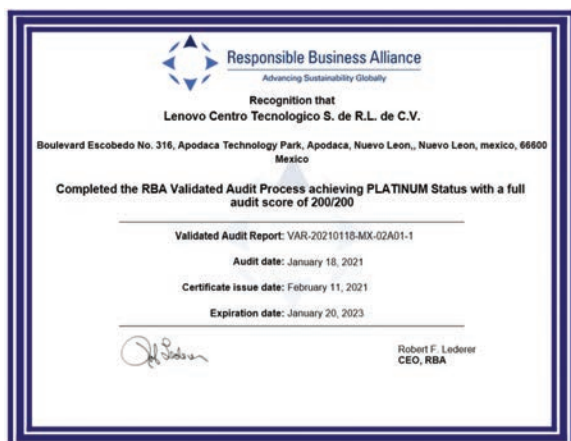 Responsible Business Alliance
Advancing Sustainability Globally
Recognition that
Lenovo Centro Tecnologico S. de R.L. de C.V.
Boulevard Escobedo No. 316, Apodaca Technology Park, Apodaca, Nuevo Leon,, Nuevo Leon, mexico, 66600
Mexico
Completed the RBA Validated Audit Process achieving PLATINUM Status with a full
audit score of 200/200
Validated Audit Report: VAR-20210118-MX-02A01-1
Audit date: January 18, 2021
Certificate issue date: February 11, 2021
Expiration date: January 20, 2023
Robert F. Lederer
CEO, RBA